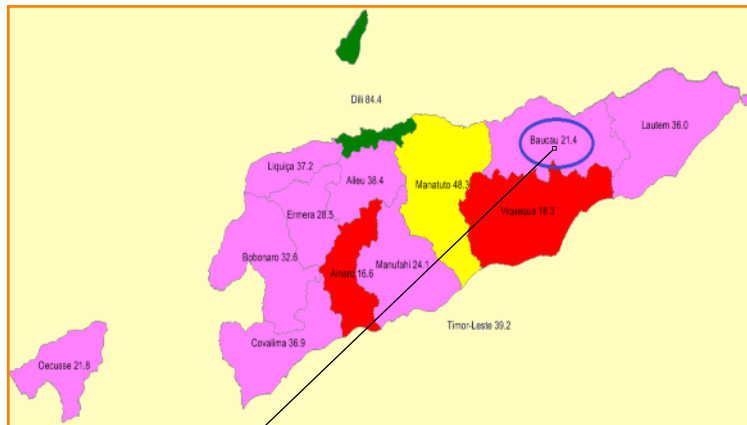 Dili 84.4
Lautem 36.0
Baucau 21.4
Liquiça 37.2
Aileu 38.4
Manatuto 48.3
Ermera 28.5
Viqueque 18.3
Bobonaro 32.6
Ainaro 16.6
Manufahi 24.1
Timor-Leste 39.2
Covalima 36.9
Oecusse 21.8